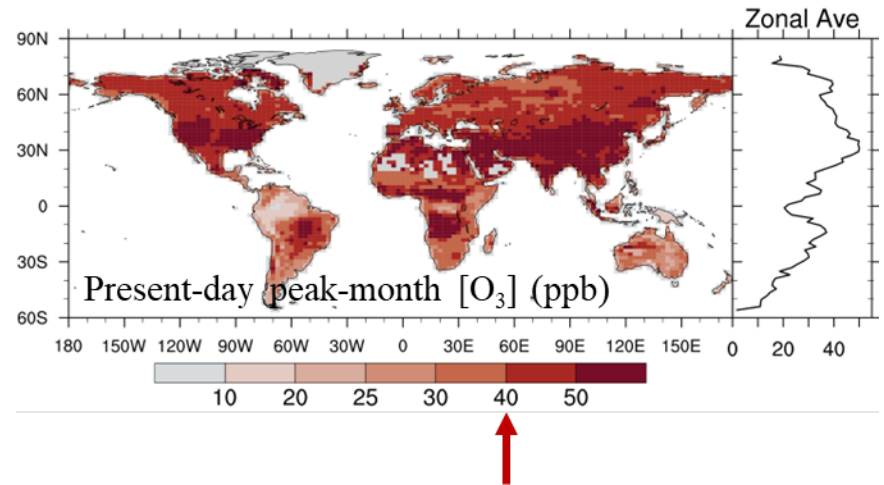 Zonal Ave
90N
60N
30N
0
30S
60S
Present-day peak-month [O₃] (ppb)
180 150W 120W 90W 60W 30W 0 30E 60E 90E 120E 150E 0 20 40
10 20 25 30 40 50